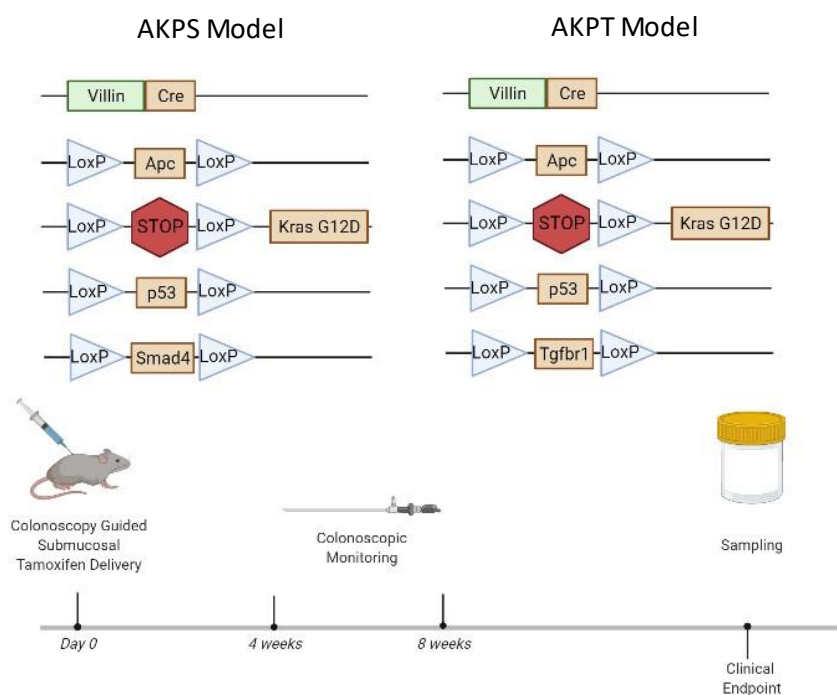 AKPS Model
AKPT Model
Villin Cre
Villin Cre
LoxP Apc LoxP
LoxP Apc LoxP
LoxP STOP LoxP Kras G12D
LoxP STOP LoxP Kras G12D
LoxP p53 LoxP
LoxP p53 LoxP
LoxP Smad4 LoxP
LoxP Tgfbr1 LoxP
Colonoscopy Guided
Submucosal
Tamoxifen Delivery
Colonoscopic
Monitoring
Sampling
Day 0
4 weeks
8 weeks
Clinical
Endpoint